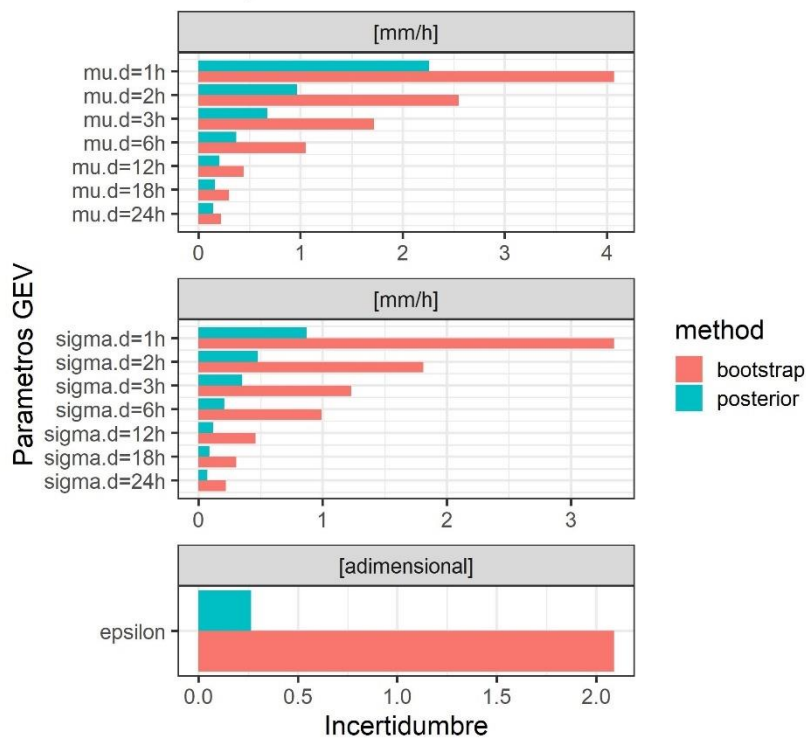 [mm/h]
mu.d=1h
mu.d=2h
mu.d=3h
mu.d=6h
mu.d=12h
mu.d=18h
mu.d=24h
0 1 2 3 4
[mm/h]
sigma.d=1h
sigma.d=2h
sigma.d=3h
sigma.d=6h
sigma.d=12h
sigma.d=18h
sigma.d=24h
0 1 2 3
[adimensional]
epsilon
0.0 0.5 1.0 1.5 2.0
Incertidumbre
Parametros GEV
method
bootstrap
posterior